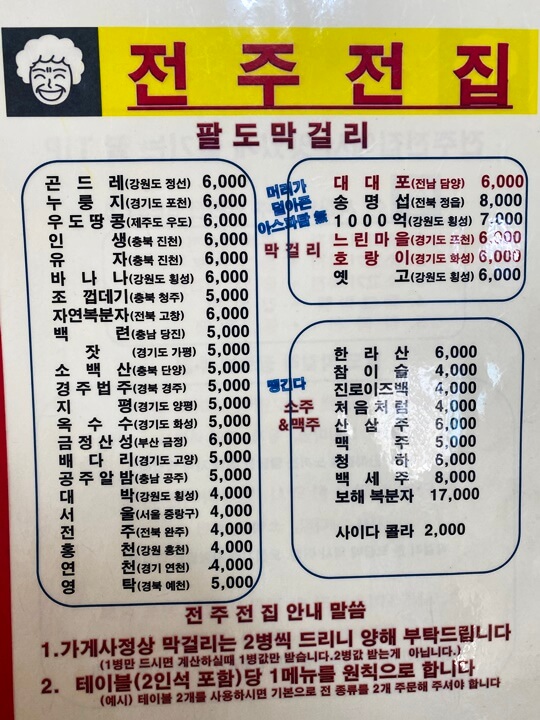 전주전집
팔도막걸리
곤드레(강원도 정선) 6,000
누룽지(경기도 포천) 6,000
우도땅콩(제주도 우도) 6,000
인생(충북 진천) 6,000
유자(충북 진천) 6,000
바나나(강원도 횡성) 6,000
조껍데기(충북 청주) 5,000
자연복분자(전북 고창) 6,000
백련(충남 당진) 5,000
잣(경기도 가평) 5,000
소백산(충북 단양) 5,000
경주법주(경북 경주) 5,000
지평(경기도 양평) 5,000
옥수수(경기도 화성) 5,000
금정산성(부산 금정) 6,000
배다리(경기도 고양) 5,000
공주알밤(충남 공주) 5,000
대박(강원도 횡성) 4,000
서울(서울 중랑구) 4,000
전주(전북 완주) 4,000
홍천(강원 홍천) 4,000
연천(경기 연천) 4,000
영탁(경북 예천) 5,000
머리가
덜아픈
아스파탐 無
막걸리
대대포(전남 담양) 6,000
송명섭(전북 정읍) 8,000
1000억(강원도 횡성) 7,000
느린마을(경기도 포천) 6,000
호랑이(경기도 화성) 6,000
옛고(강원도 횡성) 6,000
땡긴다
소주
&맥주
한라산 6,000
참이슬 4,000
진로이즈백 4,000
처음처럼 4,000
산삼주 6,000
맥주 5,000
청하 6,000
백세주 8,000
보해 복분자 17,000
사이다 콜라 2,000
전주전집 안내 말씀
1.가게사정상 막걸리는 2병씩 드리니 양해 부탁드립니다
(1병만 드시면 계산하실때 1병값만 받습니다.2병값 받는게 아닙니다.)
2. 테이블(2인석 포함)당 1메뉴를 원칙으로 합니다
(예시) 테이블 2개를 사용하시면 기본으로 전 종류를 2개 주문해 주셔야 합니다